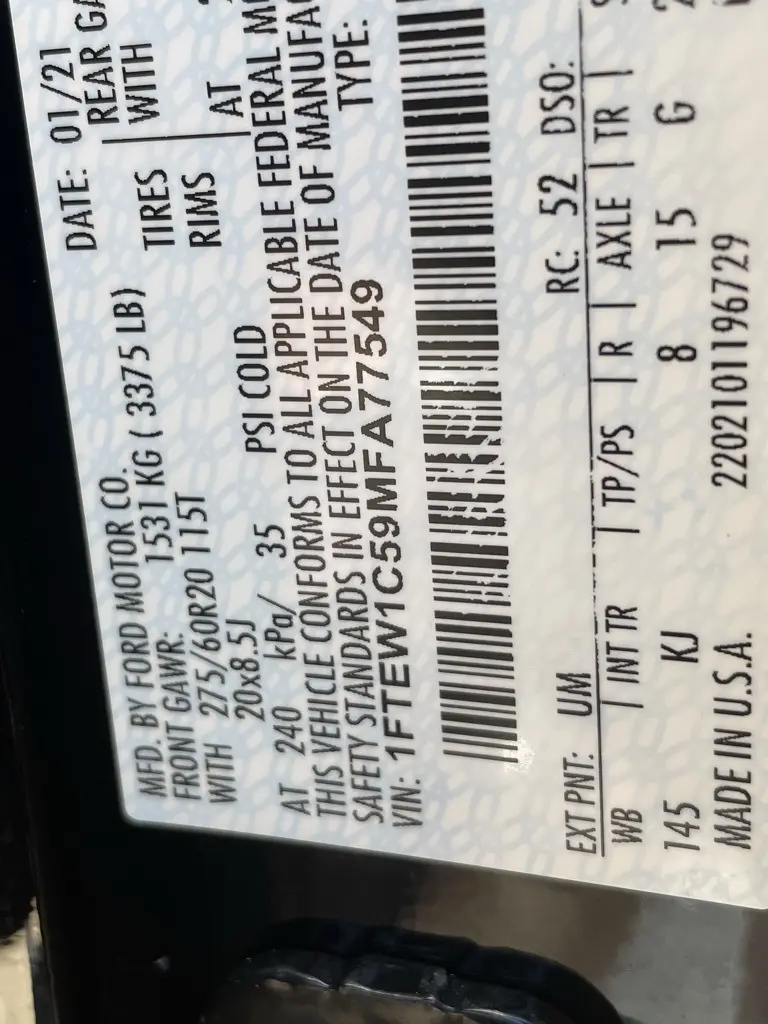 MFD. BY FORD MOTOR CO. DATE: 01/21
FRONT GAWR: REAR
1531 KG ( 3375 LB) WITH
WITH 275/60R20 115T TIRES
20x8.5J RIMS
AT 240 kPa/ 35 PSI COLD AT
THIS VEHICLE CONFORMS TO ALL APPLICABLE FEDERAL
SAFETY STANDARDS IN EFFECT ON THE DATE OF
VIN: 1FTEW1C59MFA77549 TYPE:
EXT PNT: UM RC: 52 DSO:
WB | INT TR | TP/PS | R | AXLE | TR |
145 KJ 8 15 G
MADE IN U.S.A. 2202101196729